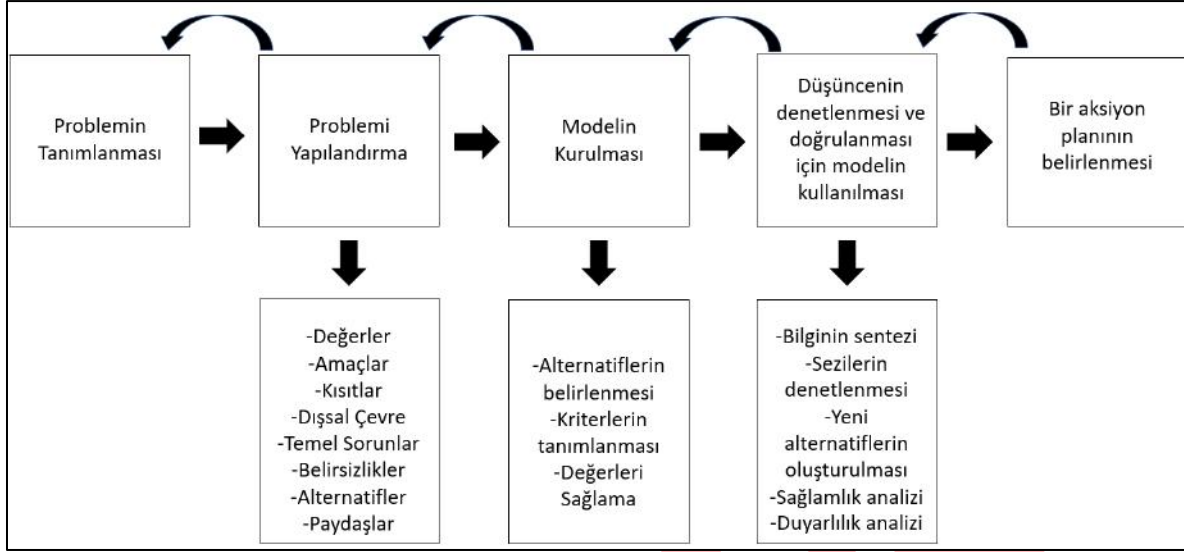 Problemin
Tanımlanması
Problemi
Yapılandırma
Modelin
Kurulması
Düşüncenin
denetlenmesi ve
doğrulanması
için modelin
kullanılması
Bir aksiyon
planının
belirlenmesi
-Değerler
-Amaçlar
-Kısıtlar
-Dışsal Çevre
-Temel Sorunlar
-Belirsizlikler
-Alternatifler
-Paydaşlar
-Alternatiflerin
belirlenmesi
-Kriterlerin
tanımlanması
-Değerleri
Sağlama
-Bilginin sentezi
-Sezilerin
denetlenmesi
-Yeni
alternatiflerin
oluşturulması
-Sağlamlık analizi
-Duyarlılık analizi